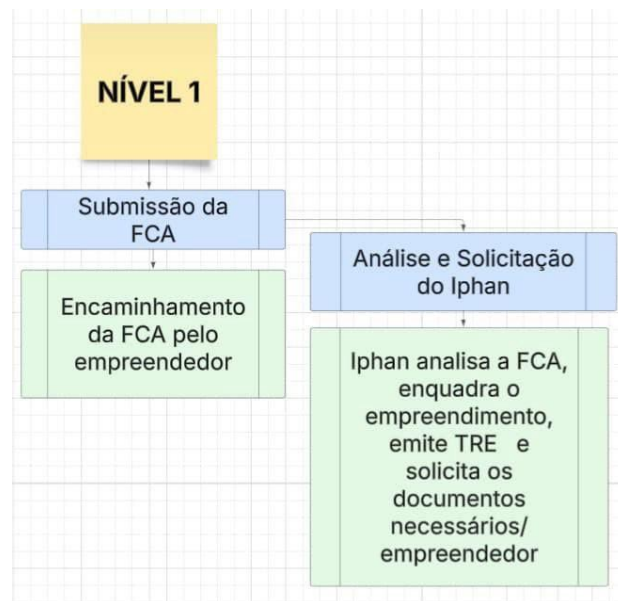 NÍVEL 1
Submissão da
FCA
Encaminhamento
da FCA pelo
empreendedor
Análise e Solicitação
do Iphan
Iphan analisa a FCA,
enquadra o
empreendimento,
emite TRE e
solicita os
documentos
necessários/
empreendedor